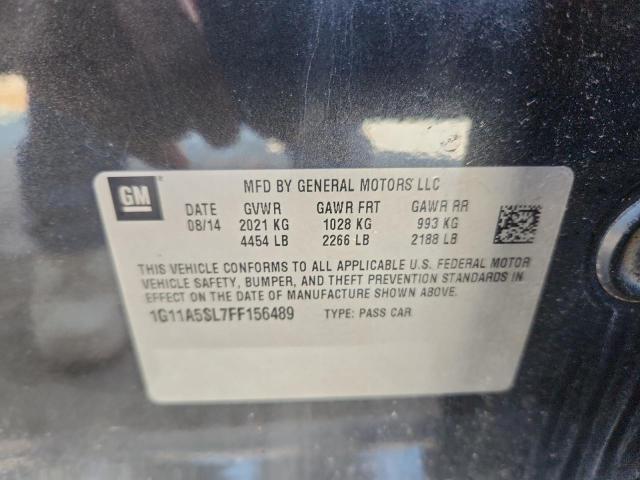 GM
MFD BY GENERAL MOTORS LLC
DATE GVWR GAWR FRT GAWR RR
08/14 2021 KG 1028 KG 993 KG
4454 LB 2266 LB 2188 LB
THIS VEHICLE CONFORMS TO ALL APPLICABLE U.S. FEDERAL MOTOR
VEHICLE SAFETY, BUMPER, AND THEFT PREVENTION STANDARDS IN
EFFECT ON THE DATE OF MANUFACTURE SHOWN ABOVE.
1G11A5SL7FF156489 TYPE: PASS CAR